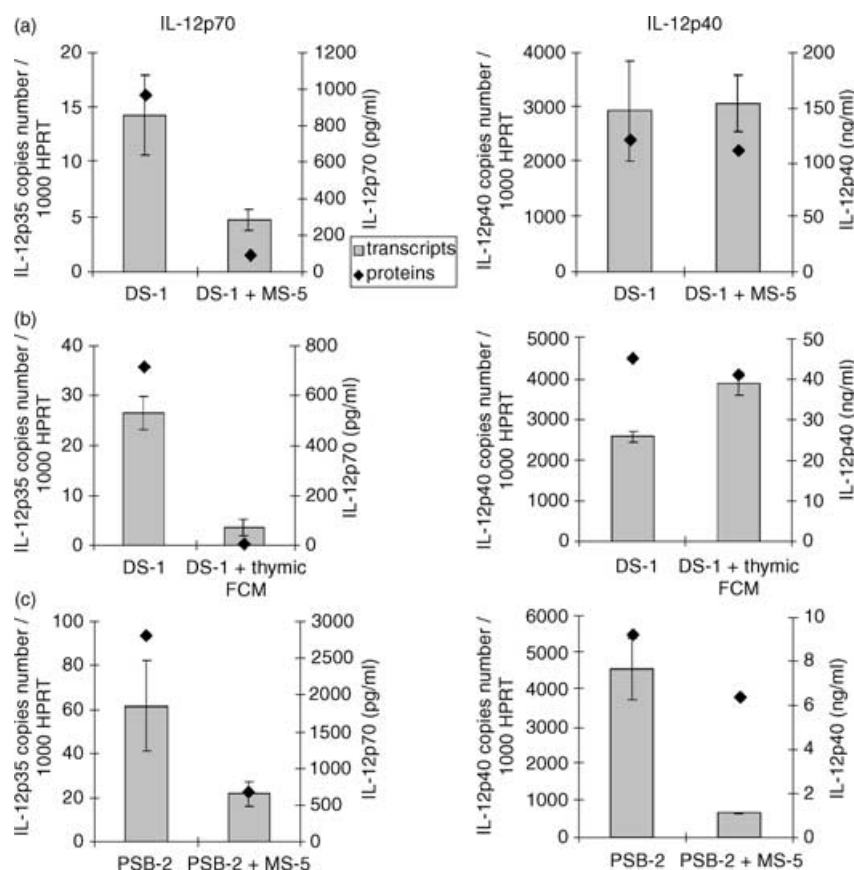 (a)
IL-12p70
IL-12p40
IL-12p35 copies number /
1000 HPRT
20
15
10
5
0
1200
1000
800
600
400
200
0
IL-12p70 (pg/ml)
DS-1
DS-1 + MS-5
transcripts
proteins
IL-12p40 copies number /
1000 HPRT
4000
3000
2000
1000
0
200
150
100
50
0
IL-12p40 (ng/ml)
DS-1
DS-1 + MS-5
(b)
IL-12p35 copies number /
1000 HPRT
40
30
20
10
0
800
600
400
200
0
IL-12p70 (pg/ml)
DS-1
DS-1 + thymic
FCM
IL-12p40 copies number /
1000 HPRT
5000
4000
3000
2000
1000
0
50
40
30
20
10
0
IL-12p40 (ng/ml)
DS-1
DS-1 + thymic
FCM
(c)
IL-12p35 copies number /
1000 HPRT
100
80
60
40
20
0
3000
2500
2000
1500
1000
500
0
IL-12p70 (pg/ml)
PSB-2
PSB-2 + MS-5
IL-12p40 copies number /
1000 HPRT
6000
5000
4000
3000
2000
1000
0
10
8
6
4
2
0
IL-12p40 (ng/ml)
PSB-2
PSB-2 + MS-5